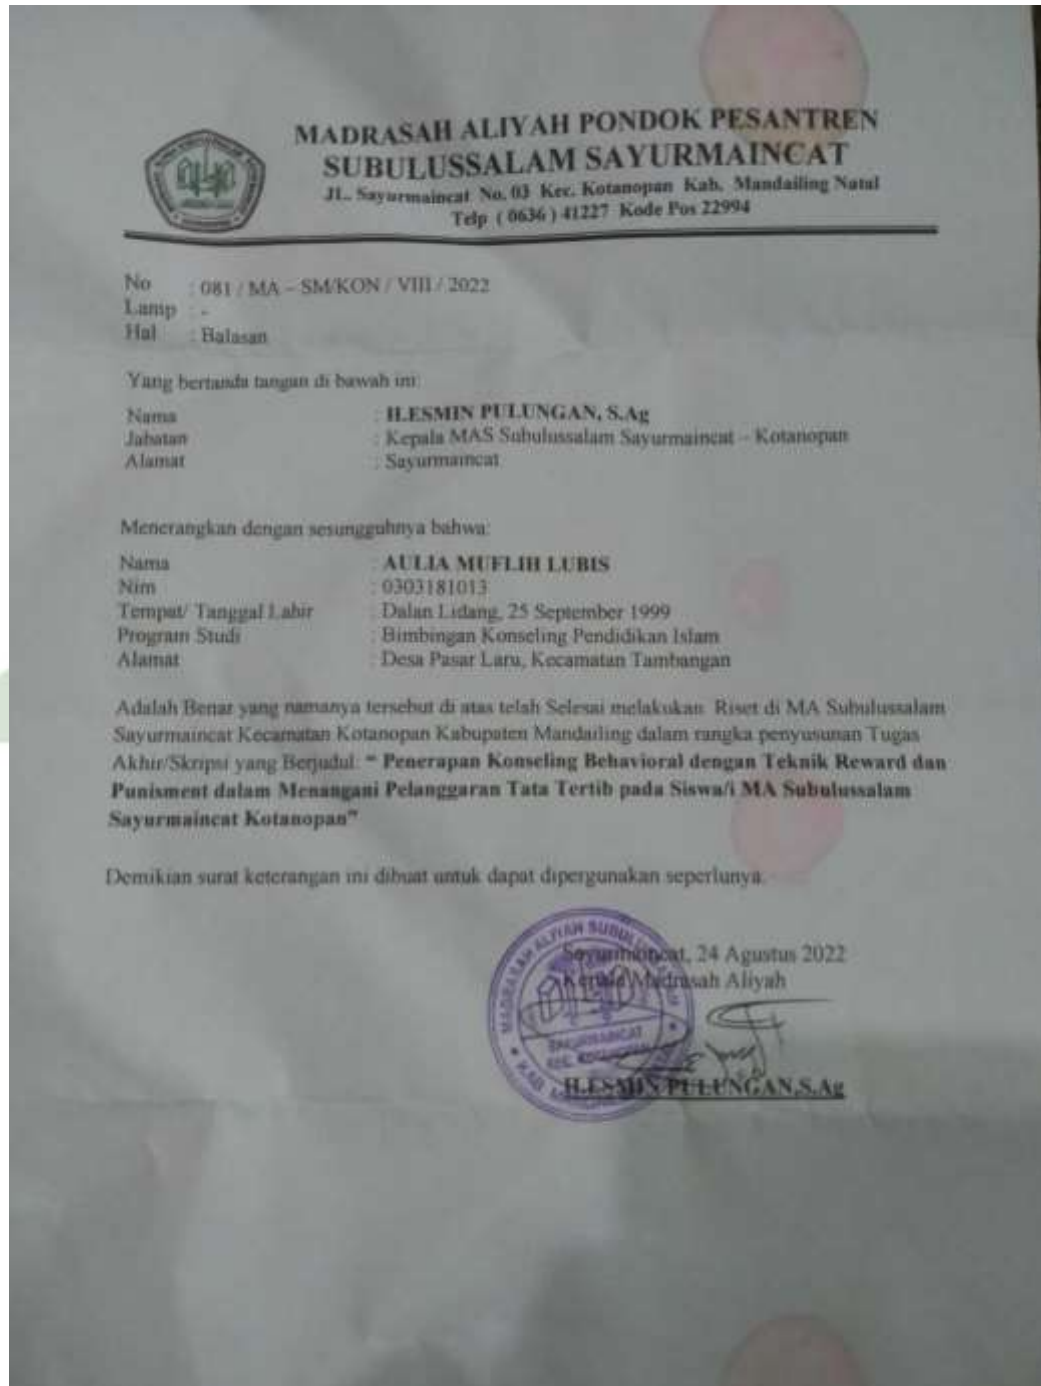 MADRASAH ALIYAH PONDOK PESANTREN
SUBULUSSALAM SAYURMAINCAT
JL. Sayurmaincat No. 03 Kec. Kotanopan Kab. Mandailing Natal
Telp ( 0636 ) 41227 Kode Pos 22994
No : 081 / MA – SM/KON / VIII / 2022
Lamp : -
Hal : Balasan
Yang bertanda tangan di bawah ini:
Nama : H.ESMIN PULUNGAN, S.Ag
Jabatan : Kepala MAS Subulussalam Sayurmaincat – Kotanopan
Alamat : Sayurmaincat
Menerangkan dengan sesungguhnya bahwa:
Nama : AULIA MUFLIH LUBIS
Nim : 0303181013
Tempat/ Tanggal Lahir : Dalan Lidang, 25 September 1999
Program Studi : Bimbingan Konseling Pendidikan Islam
Alamat : Desa Pasar Laru, Kecamatan Tambangan
Adalah Benar yang namanya tersebut di atas telah Selesai melakukan Riset di MA Subulussalam
Sayurmaincat Kecamatan Kotanopan Kabupaten Mandailing dalam rangka penyusunan Tugas
Akhir/Skripsi yang Berjudul: " Penerapan Konseling Behavioral dengan Teknik Reward dan
Punisment dalam Menangani Pelanggaran Tata Tertib pada Siswa/i MA Subulussalam
Sayurmaincat Kotanopan"
Demikian surat keterangan ini dibuat untuk dapat dipergunakan seperlunya.
Sayurmaincat, 24 Agustus 2022
Kepala Madrasah Aliyah
MADRASAH ALIYAH
SAYURMAINCAT
KEC. KOTANOPAN
KAB.
H.ESMIN PULUNGAN,S.Ag